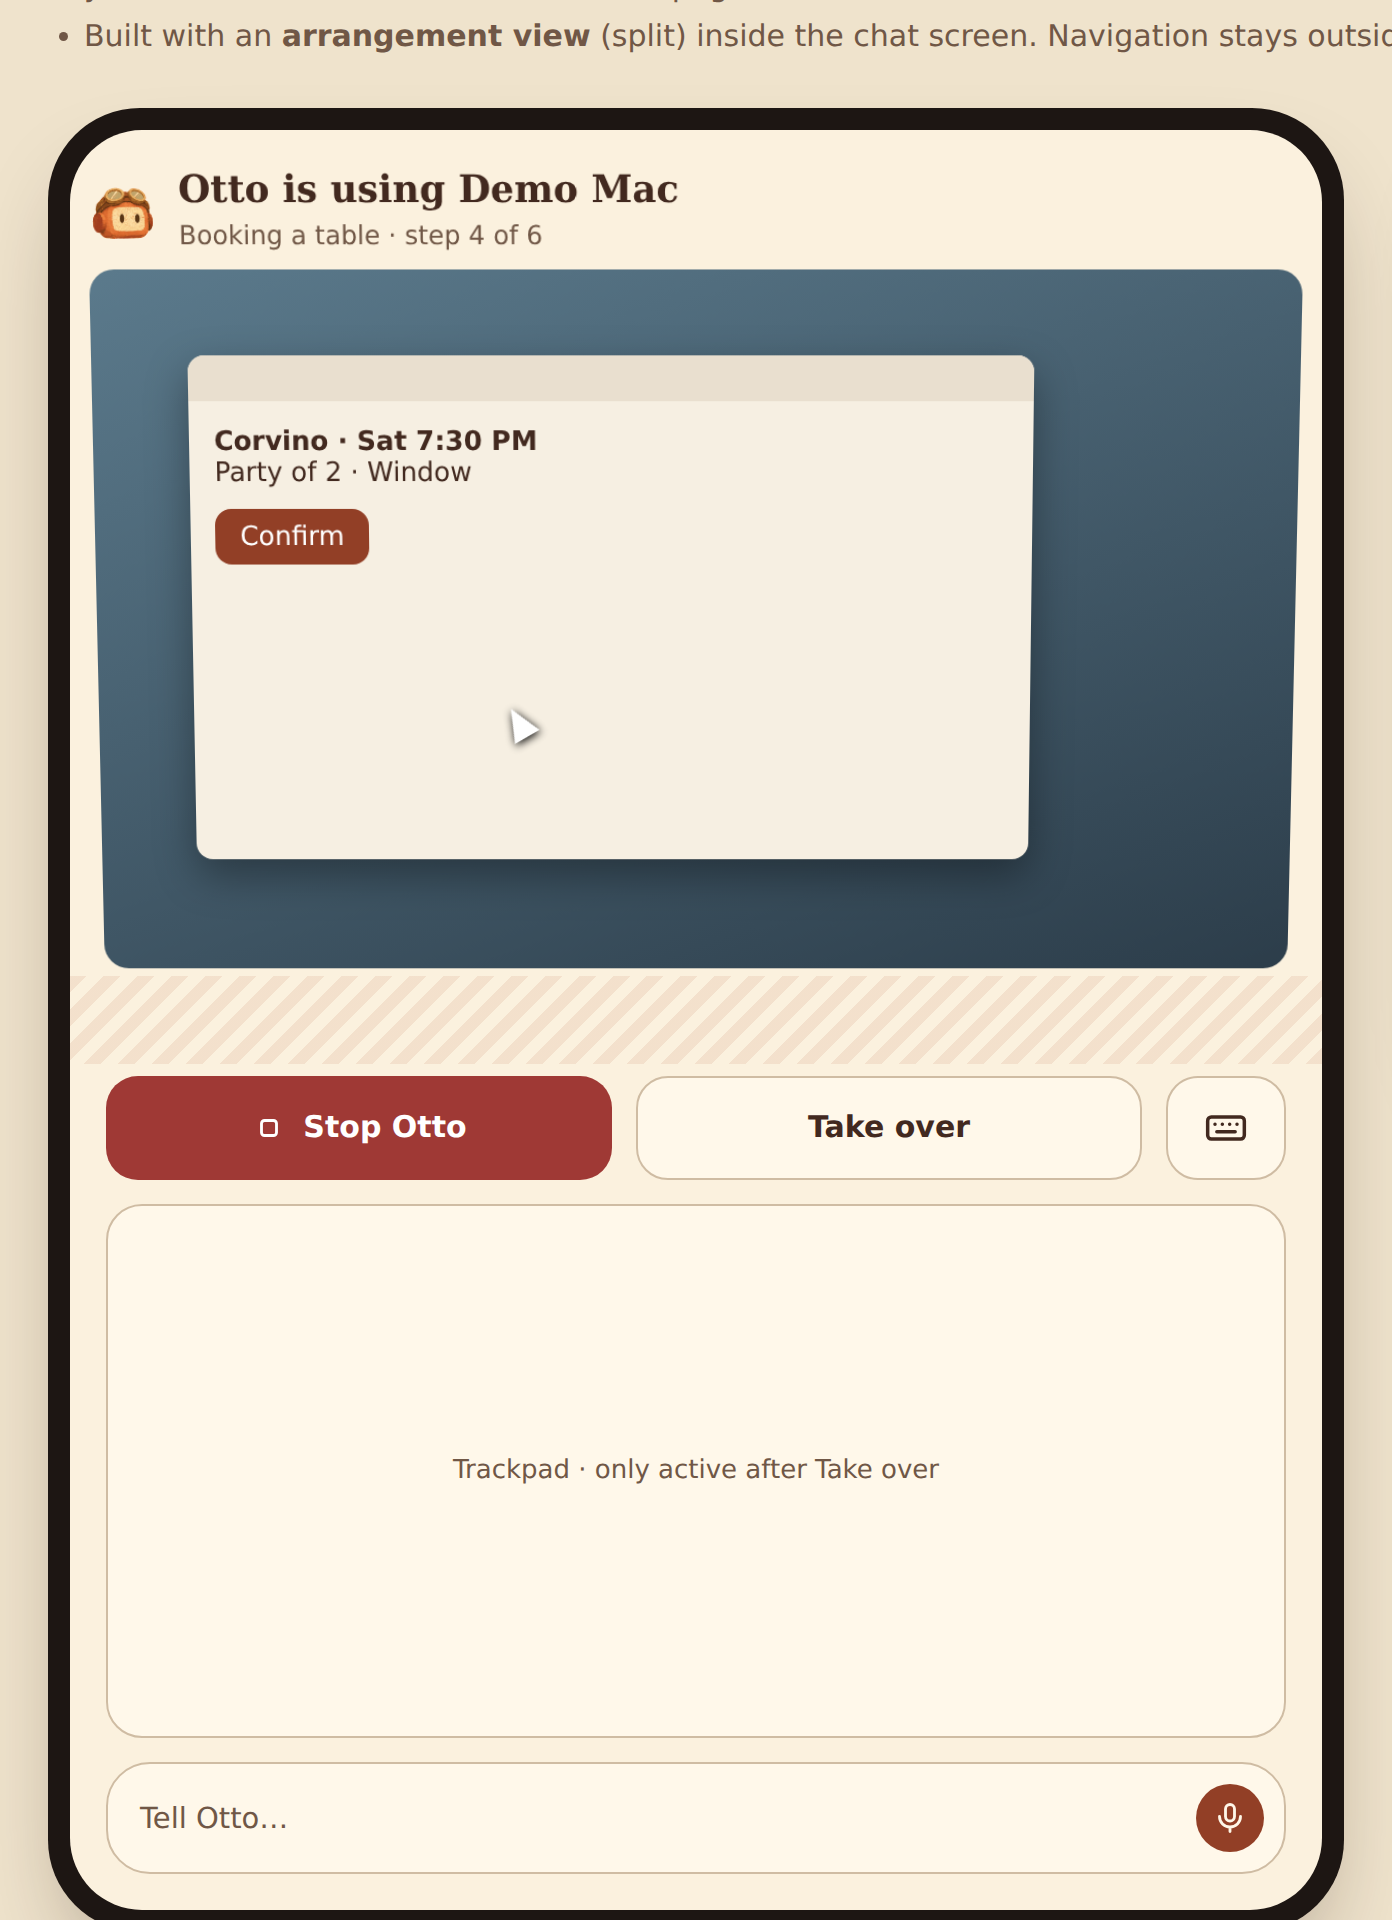 • Built with an arrangement view (split) inside the chat screen. Navigation stays
Otto is using Demo Mac
Booking a table · step 4 of 6
Corvino · Sat 7:30 PM
Party of 2 · Window
Confirm
Stop Otto
Take over
Trackpad · only active after Take over
Tell Otto…